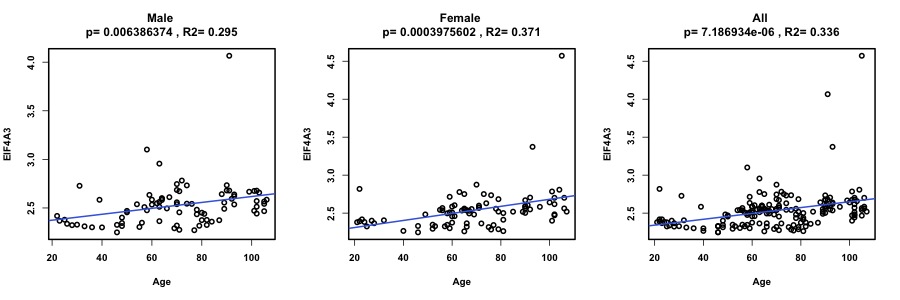 Male
p= 0.006386374 , R2= 0.295
EIF4A3
4.0
3.5
3.0
2.5
20 40 60 80 100
Age
Female
p= 0.0003975602 , R2= 0.371
EIF4A3
4.5
4.0
3.5
3.0
2.5
20 40 60 80 100
Age
All
p= 7.186934e-06 , R2= 0.336
EIF4A3
4.5
4.0
3.5
3.0
2.5
20 40 60 80 100
Age